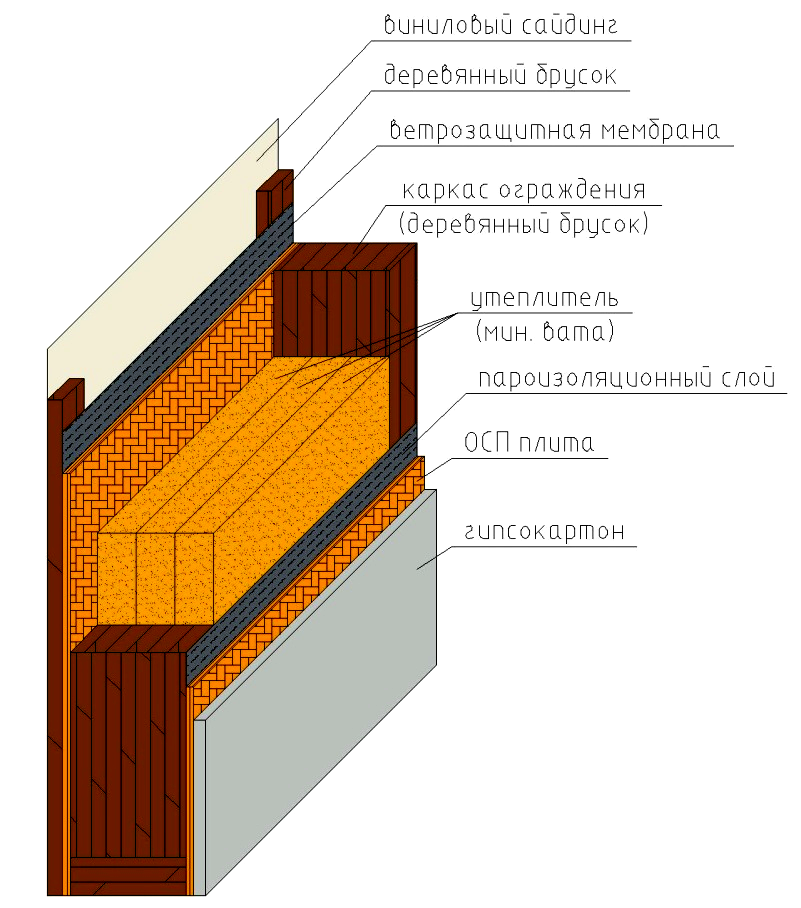 виниловый сайдинг
деревянный брусок
ветрозащитная мембрана
каркас ограждения
(деревянный брусок)
утеплитель
(мин. вата)
пароизоляционный слой
ОСП плита
гипсокартон